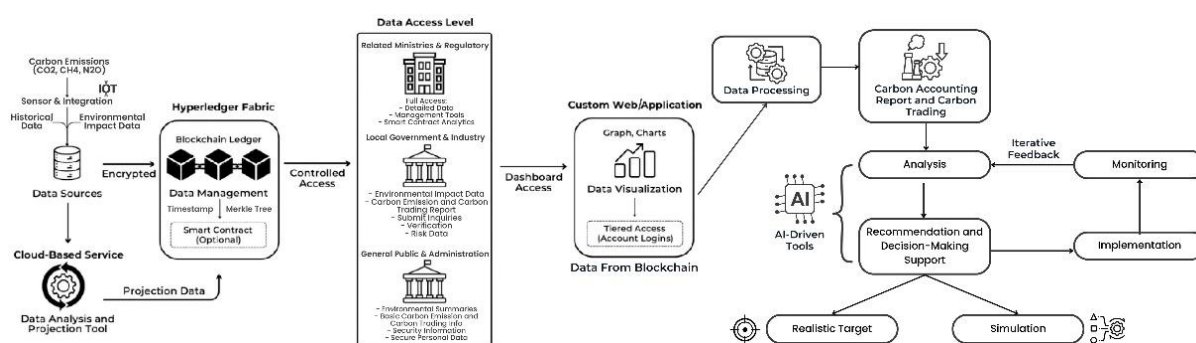 Carbon Emissions
(CO2, CH4, N2O)
IOT
Sensor & Integration
Historical
Data
Environmental
Impact Data
Data Sources
Encrypted
Cloud-Based Service
Data Analysis and
Projection Tool
Projection Data
Hyperledger Fabric
Blockchain Ledger
Data Management
Timestamp
Merkle Tree
Smart Contract
(Optional)
Controlled
Access
Data Access Level
Related Ministries & Regulatory
Full Access:
- Detailed Data
- Management Tools
- Smart Contract Analytics
Local Government & Industry
- Environmental Impact Data
- Carbon Emission and Carbon
Trading Report
- Submit Inquiries
- Verification
- Risk Data
General Public & Administration
- Environmental Summaries
- Basic Carbon Emission and
Carbon Trading Info
- Security Information
- Secure Personal Data
Dashboard
Access
Custom Web/Application
Graph, Charts
Data Visualization
Tiered Access
(Account Logins)
Data From Blockchain
Data Processing
Carbon Accounting
Report and Carbon
Trading
Analysis
Iterative
Feedback
Monitoring
AI
AI-Driven
Tools
Recommendation and
Decision-Making
Support
Implementation
Realistic Target
Simulation